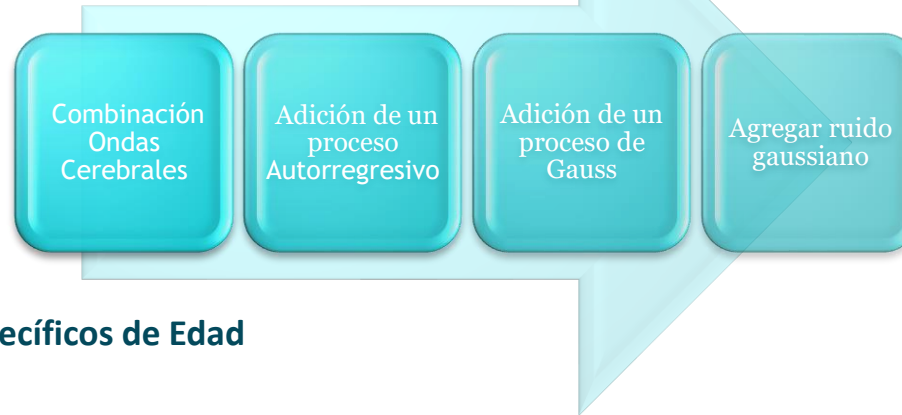 Combinación
Ondas
Cerebrales
Adición de un
proceso
Autorregresivo
Adición de un
proceso de
Gauss
Agregar ruido
gaussiano
ecíficos de Edad